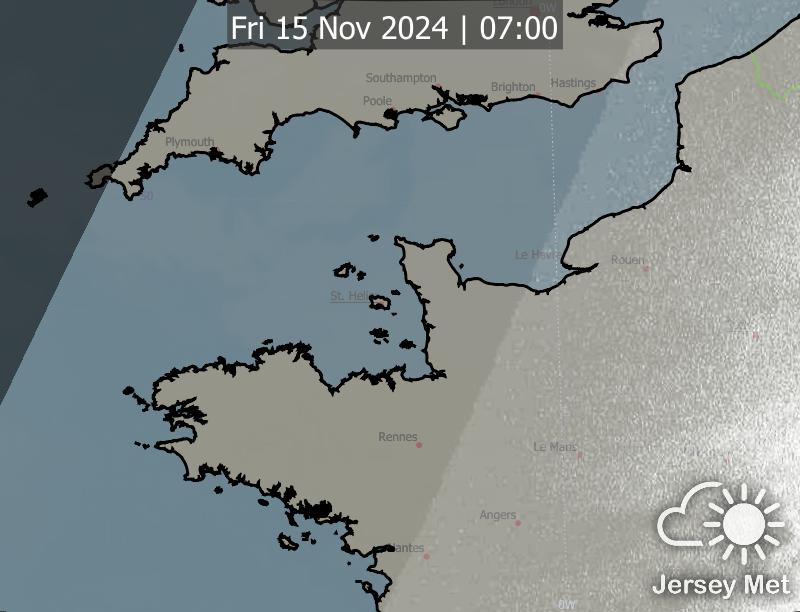 London
0W
Fri 15 Nov 2024 | 07:00
Southampton
Brighton
Hastings
Poole
Plymouth
50
Le Havre
Rouen
St. Helier
Rennes
Le Mans
Angers
Nantes
Jersey Met
0W